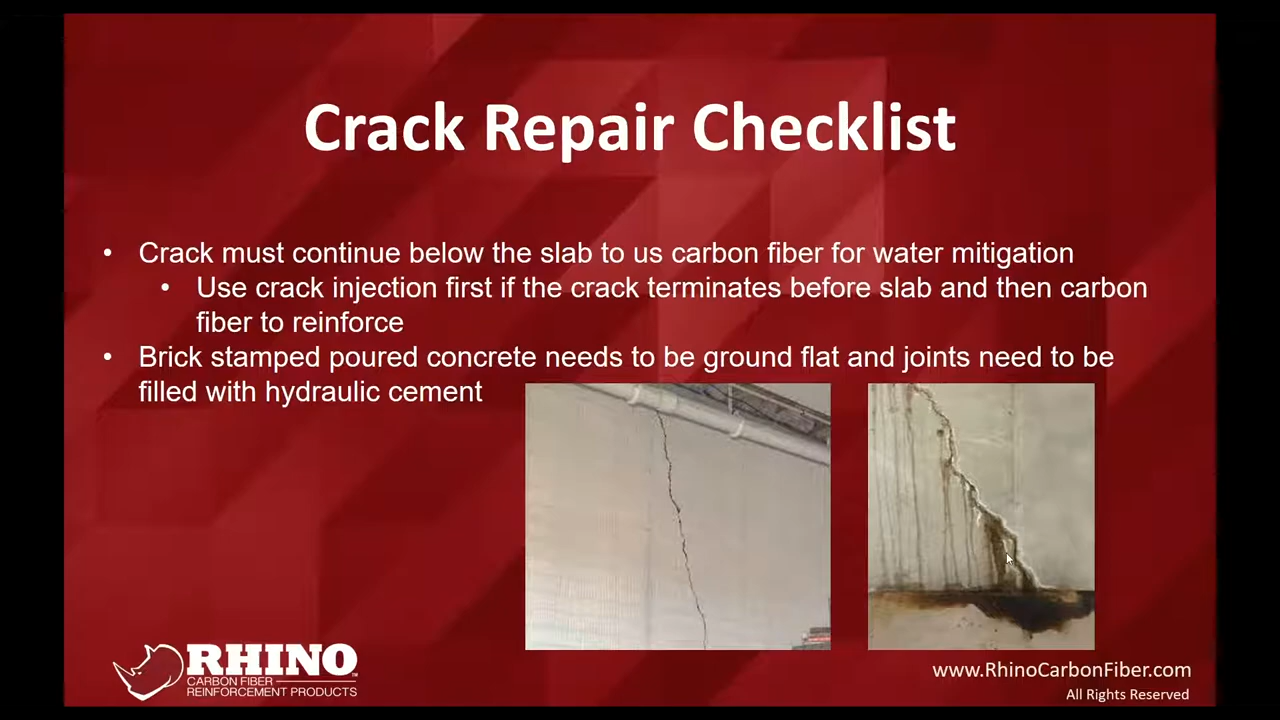 Crack Repair Checklist
• Crack must continue below the slab to us carbon fiber for water mitigation
• Use crack injection first if the crack terminates before slab and then carbon
fiber to reinforce
• Brick stamped poured concrete needs to be ground flat and joints need to be
filled with hydraulic cement
RHINO™
CARBON FIBER
REINFORCEMENT PRODUCTS
www.RhinoCarbonFiber.com
All Rights Reserved